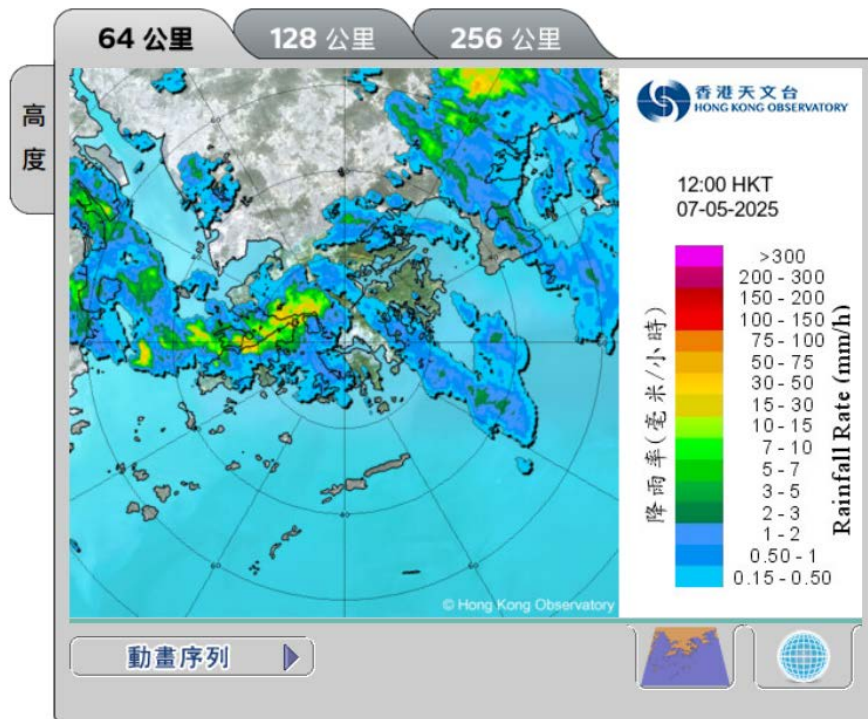 64 公里
128 公里
256 公里
高度
香港天文台
HONG KONG OBSERVATORY
12:00 HKT
07-05-2025
>300
200 - 300
150 - 200
100 - 150
75 - 100
50 - 75
30 - 50
15 - 30
10 - 15
7 - 10
5 - 7
3 - 5
2 - 3
1 - 2
0.50 - 1
0.15 - 0.50
降雨率(毫米/小時)
Rainfall Rate (mm/h)
© Hong Kong Observatory
動畫序列